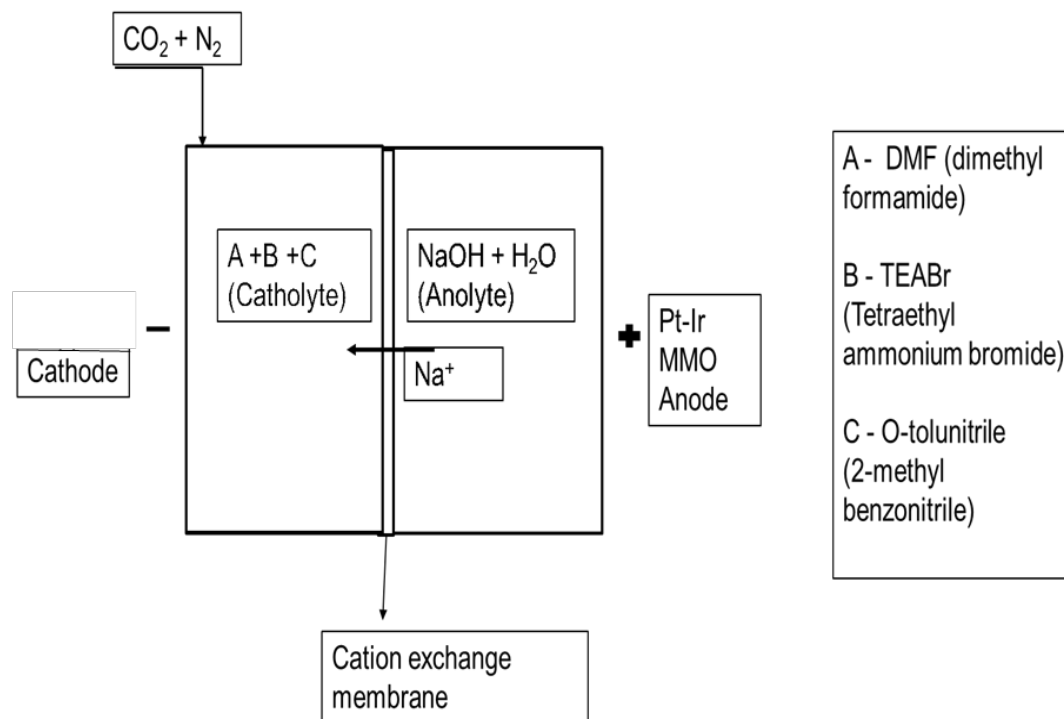 CO₂ + N₂
A +B +C
(Catholyte)
NaOH + H₂O
(Anolyte)
−
Cathode
Na⁺
+
Pt-Ir
MMO
Anode
Cation exchange
membrane
A - DMF (dimethyl
formamide)
B - TEABr
(Tetraethyl
ammonium bromide)
C - O-tolunitrile
(2-methyl
benzonitrile)